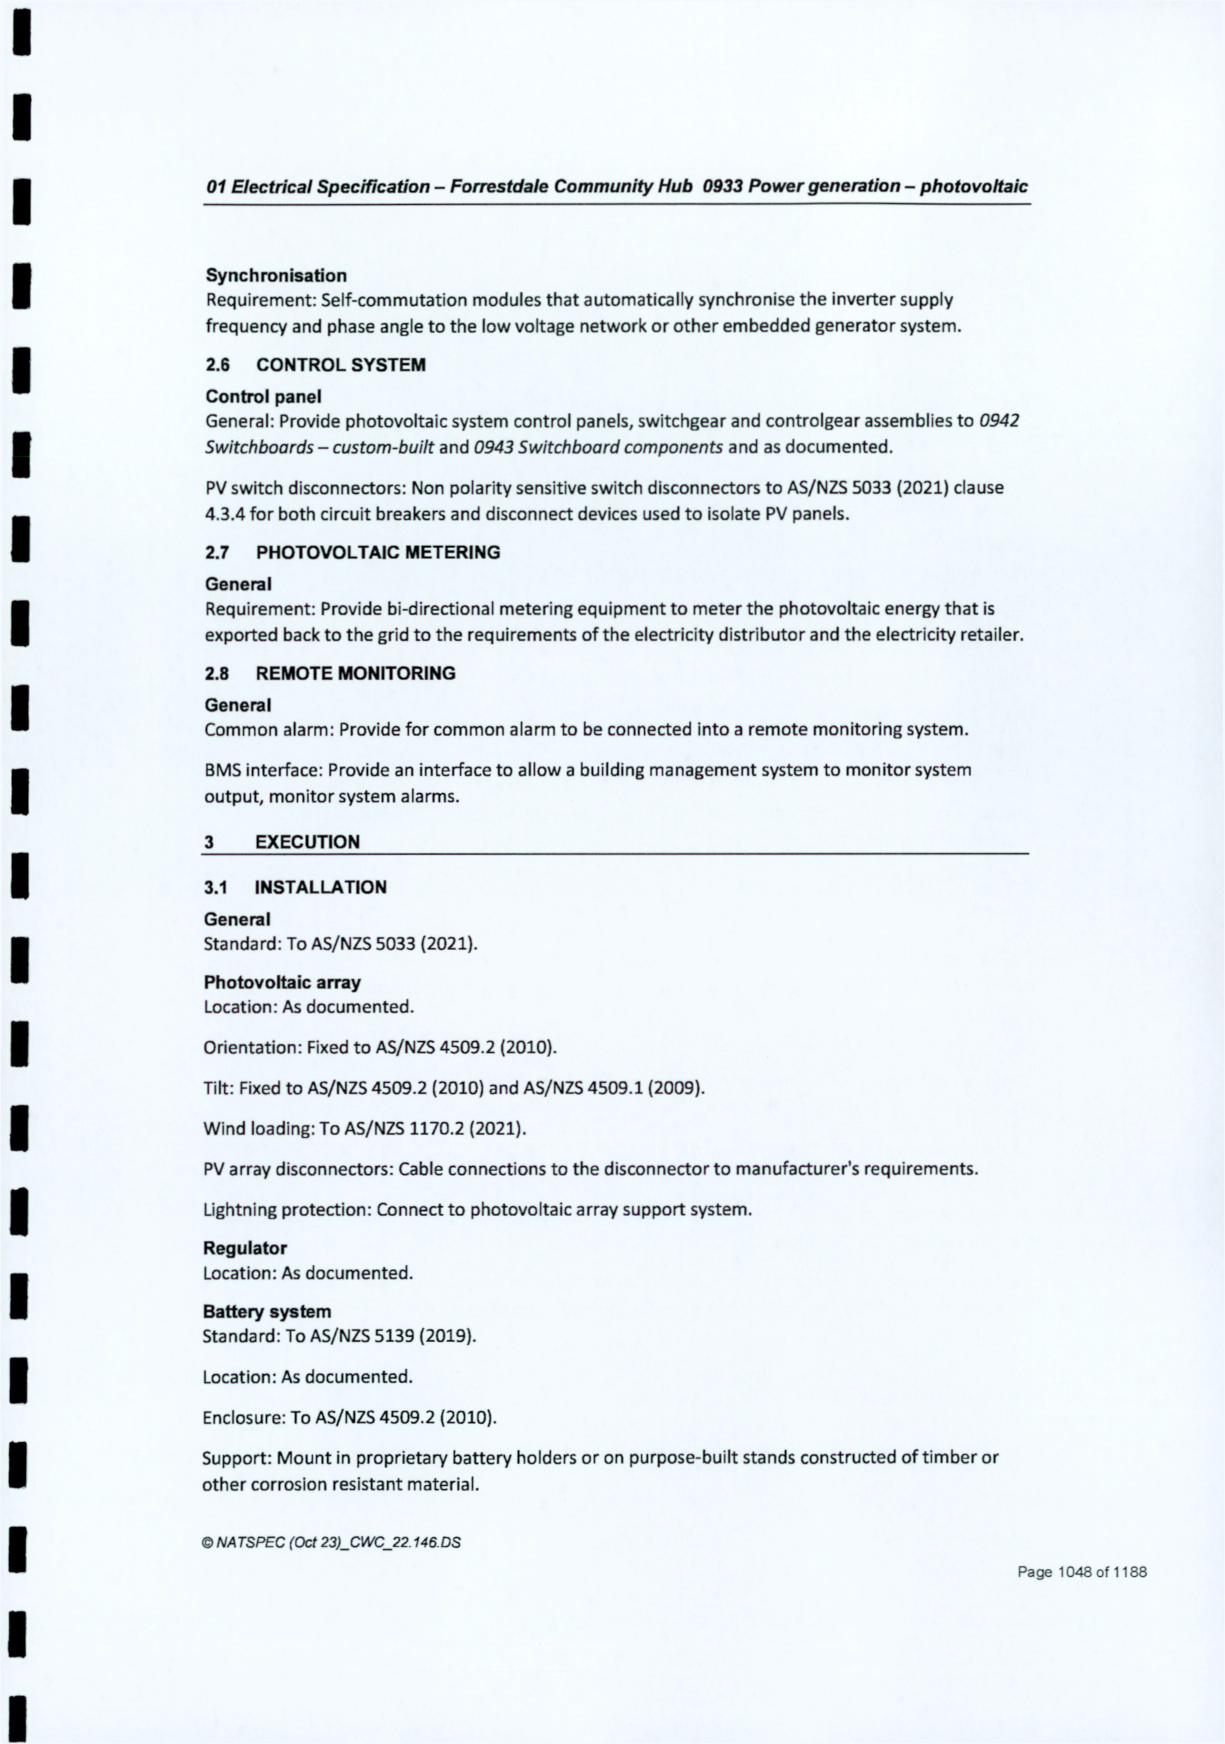 01 Electrical Specification – Forrestdale Community Hub 0933 Power generation – photovoltaic
Synchronisation
Requirement: Self-commutation modules that automatically synchronise the inverter supply
frequency and phase angle to the low voltage network or other embedded generator system.
2.6 CONTROL SYSTEM
Control panel
General: Provide photovoltaic system control panels, switchgear and controlgear assemblies to 0942
Switchboards – custom-built and 0943 Switchboard components and as documented.
PV switch disconnectors: Non polarity sensitive switch disconnectors to AS/NZS 5033 (2021) clause
4.3.4 for both circuit breakers and disconnect devices used to isolate PV panels.
2.7 PHOTOVOLTAIC METERING
General
Requirement: Provide bi-directional metering equipment to meter the photovoltaic energy that is
exported back to the grid to the requirements of the electricity distributor and the electricity retailer.
2.8 REMOTE MONITORING
General
Common alarm: Provide for common alarm to be connected into a remote monitoring system.
BMS interface: Provide an interface to allow a building management system to monitor system
output, monitor system alarms.
3 EXECUTION
3.1 INSTALLATION
General
Standard: To AS/NZS 5033 (2021).
Photovoltaic array
Location: As documented.
Orientation: Fixed to AS/NZS 4509.2 (2010).
Tilt: Fixed to AS/NZS 4509.2 (2010) and AS/NZS 4509.1 (2009).
Wind loading: To AS/NZS 1170.2 (2021).
PV array disconnectors: Cable connections to the disconnector to manufacturer's requirements.
Lightning protection: Connect to photovoltaic array support system.
Regulator
Location: As documented.
Battery system
Standard: To AS/NZS 5139 (2019).
Location: As documented.
Enclosure: To AS/NZS 4509.2 (2010).
Support: Mount in proprietary battery holders or on purpose-built stands constructed of timber or
other corrosion resistant material.
© NATSPEC (Oct 23)_CWC_22.146.DS
Page 1048 of 1188